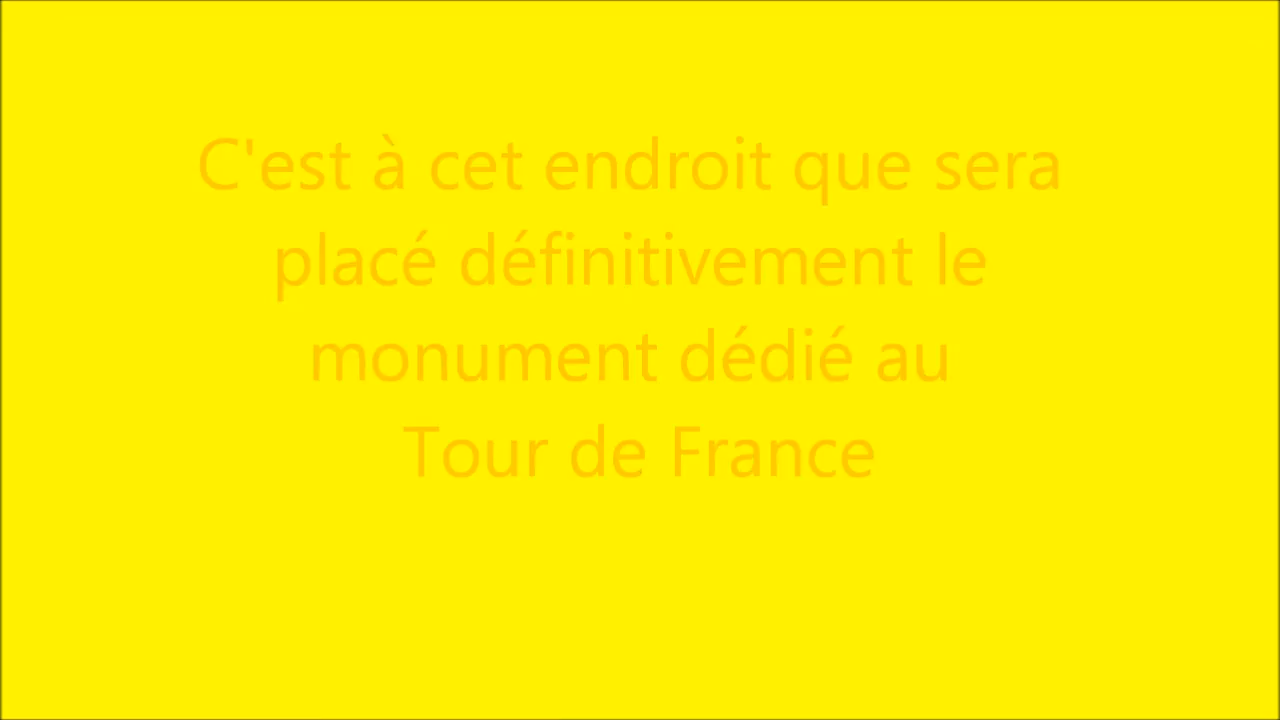 C'est à cet endroit que sera
placé définitivement le
monument dédié au
Tour de France